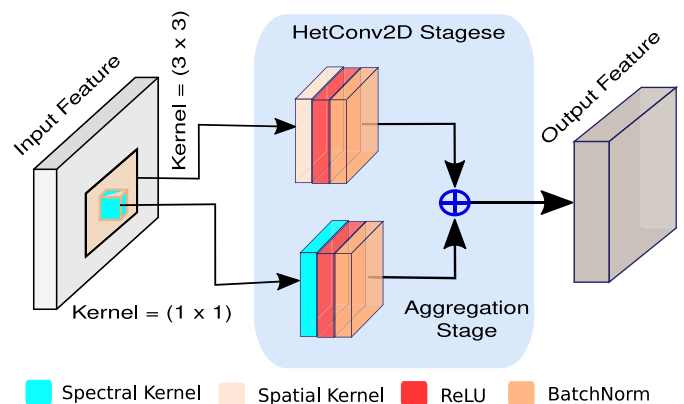 HetConv2D Stagese
Input Feature
Kernel = (3 x 3)
Output Feature
Kernel = (1 x 1)
Aggregation
Stage
Spectral Kernel
Spatial Kernel
ReLU
BatchNorm